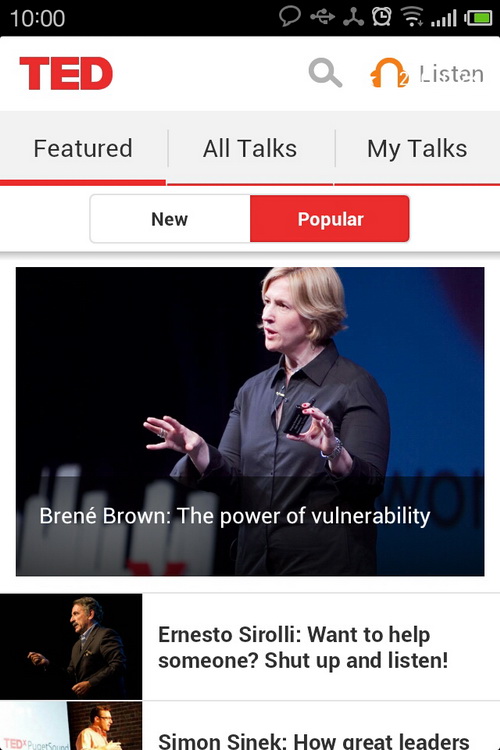 10:00
TED
2
Listen
Featured
All Talks
My Talks
New
Popular
Brené Brown: The power of vulnerability
Ernesto Sirolli: Want to help
someone? Shut up and listen!
TEDx PugetSound
Simon Sinek: How great leaders